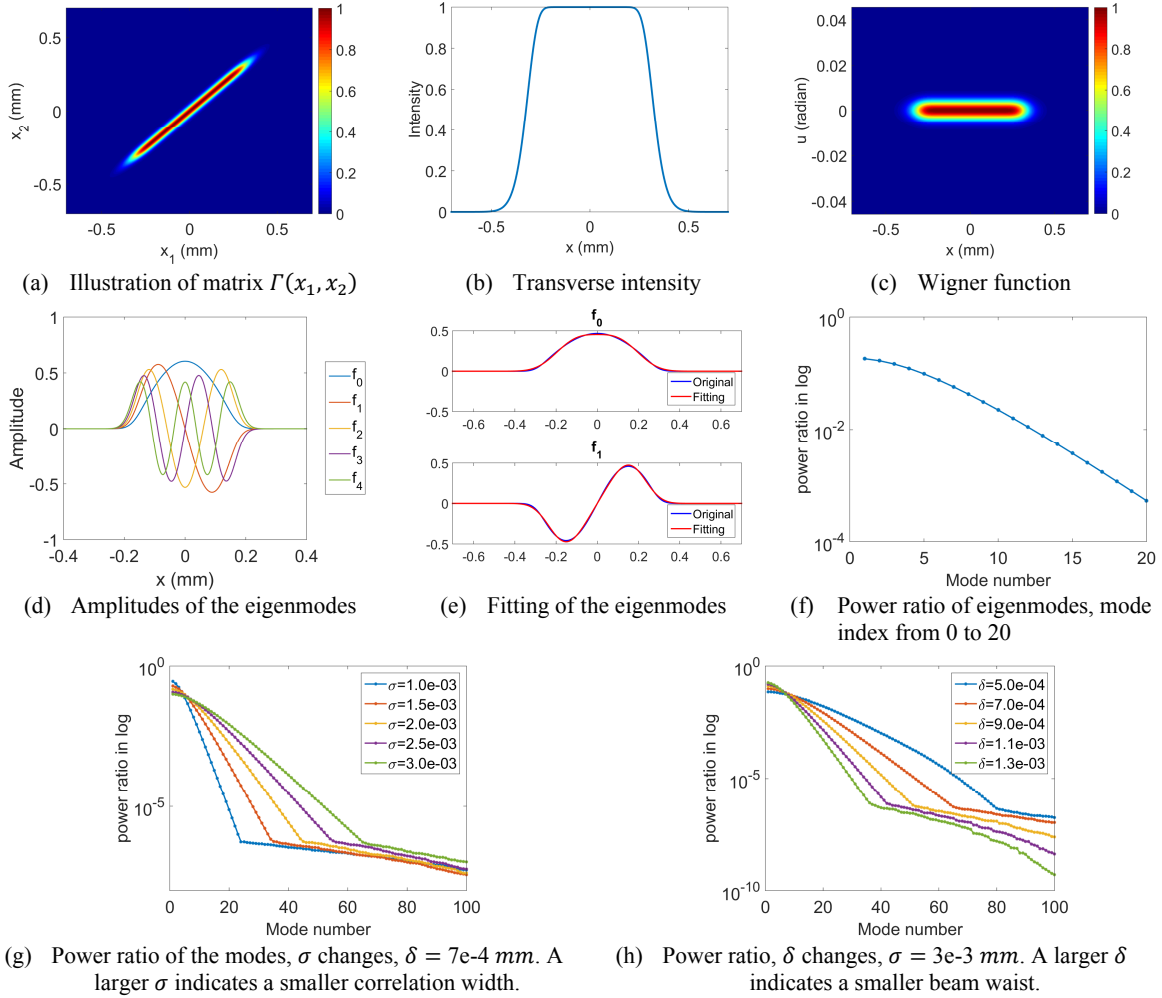 0.5
0
-0.5
x₂ (mm)
-0.5 0 0.5
x₁ (mm)
1
0.8
0.6
0.4
0.2
0
(a) Illustration of matrix Γ(x₁, x₂)
1
0.8
0.6
0.4
0.2
0
Intensity
-0.5 0 0.5
x (mm)
(b) Transverse intensity
0.04
0.02
0
-0.02
-0.04
u (radian)
-0.5 0 0.5
x (mm)
1
0.8
0.6
0.4
0.2
0
(c) Wigner function
1
0.5
0
-0.5
-1
Amplitude
-0.4 -0.2 0 0.2 0.4
x (mm)
f₀
f₁
f₂
f₃
f₄
(d) Amplitudes of the eigenmodes
f₀
0.5
0
-0.5
Original
Fitting
-0.6 -0.4 -0.2 0 0.2 0.4 0.6
f₁
0.5
0
-0.5
Original
Fitting
-0.6 -0.4 -0.2 0 0.2 0.4 0.6
(e) Fitting of the eigenmodes
10⁰
10⁻²
10⁻⁴
power ratio in log
0 5 10 15 20
Mode number
(f) Power ratio of eigenmodes, mode
index from 0 to 20
10⁰
10⁻⁵
power ratio in log
σ=1.0e-03
σ=1.5e-03
σ=2.0e-03
σ=2.5e-03
σ=3.0e-03
0 20 40 60 80 100
Mode number
(g) Power ratio of the modes, σ changes, δ = 7e-4 mm. A
larger σ indicates a smaller correlation width.
10⁰
10⁻⁵
10⁻¹⁰
power ratio in log
δ=5.0e-04
δ=7.0e-04
δ=9.0e-04
δ=1.1e-03
δ=1.3e-03
0 20 40 60 80 100
Mode number
(h) Power ratio, δ changes, σ = 3e-3 mm. A larger δ
indicates a smaller beam waist.